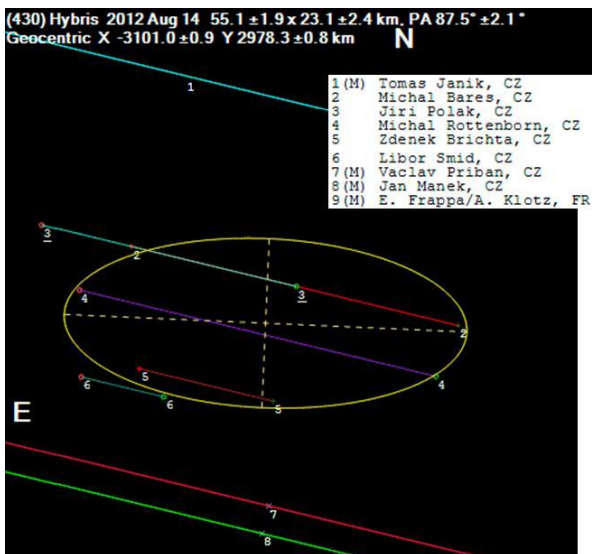 (430) Hybris 2012 Aug 14 55.1 ±1.9 x 23.1 ±2.4 km, PA 87.5° ±2.1 °
Geocentric X -3101.0 ±0.9 Y 2978.3 ±0.8 km
N
1(M) Tomas Janik, CZ
2 Michal Bares, CZ
3 Jiri Polak, CZ
4 Michal Rottenborn, CZ
5 Zdenek Brichta, CZ
6 Libor Smid, CZ
7(M) Vaclav Priban, CZ
8(M) Jan Manek, CZ
9(M) E. Frappa/A. Klotz, FR
1
3
2
3
4
2
5
6
4
6
5
E
7
8